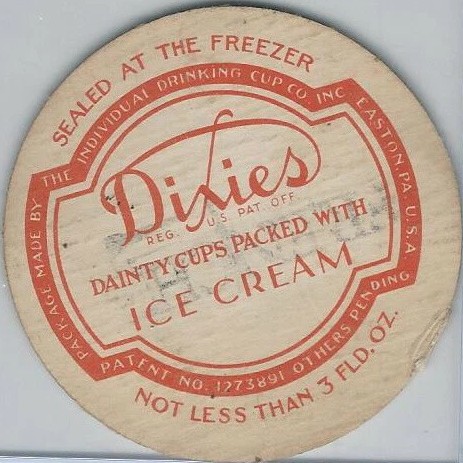 SEALED AT THE FREEZER
PACKAGE MADE BY THE INDIVIDUAL DRINKING CUP CO. INC. EASTON, PA. U.S.A.
Dixies
REG. U.S. PAT. OFF.
DAINTY CUPS PACKED WITH
ICE CREAM
PATENT NO. 1273891 OTHERS PENDING
NOT LESS THAN 3 FLD. OZ.